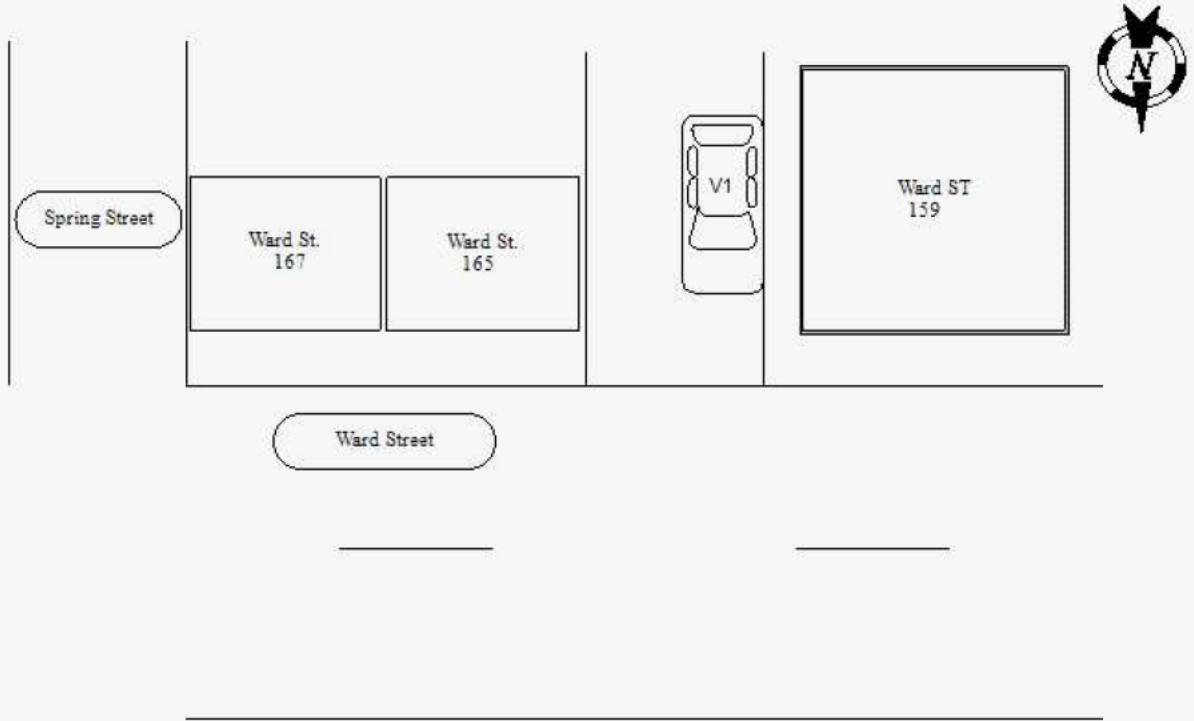 N
V1
Ward ST
159
Spring Street
Ward St.
167
Ward St.
165
Ward Street